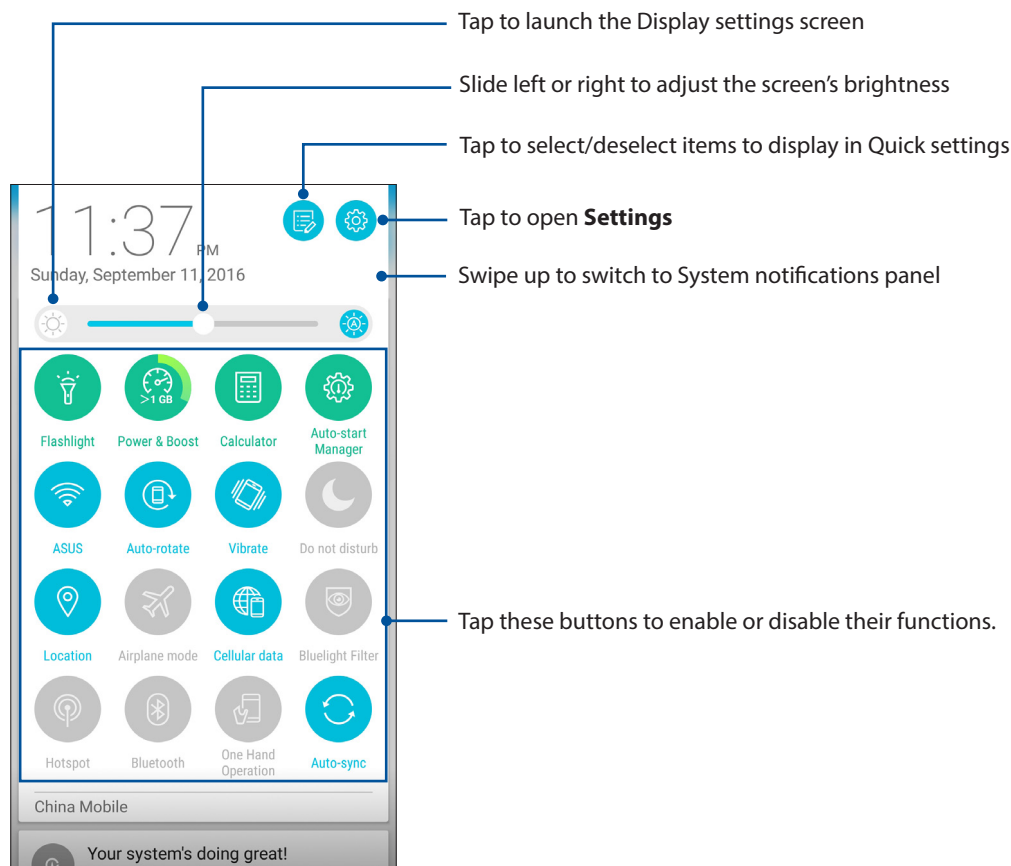 Tap to launch the Display settings screen
Slide left or right to adjust the screen's brightness
Tap to select/deselect items to display in Quick settings
Tap to open Settings
Swipe up to switch to System notifications panel
11:37 PM
Sunday, September 11, 2016
A
>1 GB
Flashlight Power & Boost Calculator Auto-start
Manager
ASUS Auto-rotate Vibrate Do not disturb
Tap these buttons to enable or disable their functions.
Location Airplane mode Cellular data Bluelight Filter
Hotspot Bluetooth One Hand
Operation Auto-sync
China Mobile
Your system's doing great!